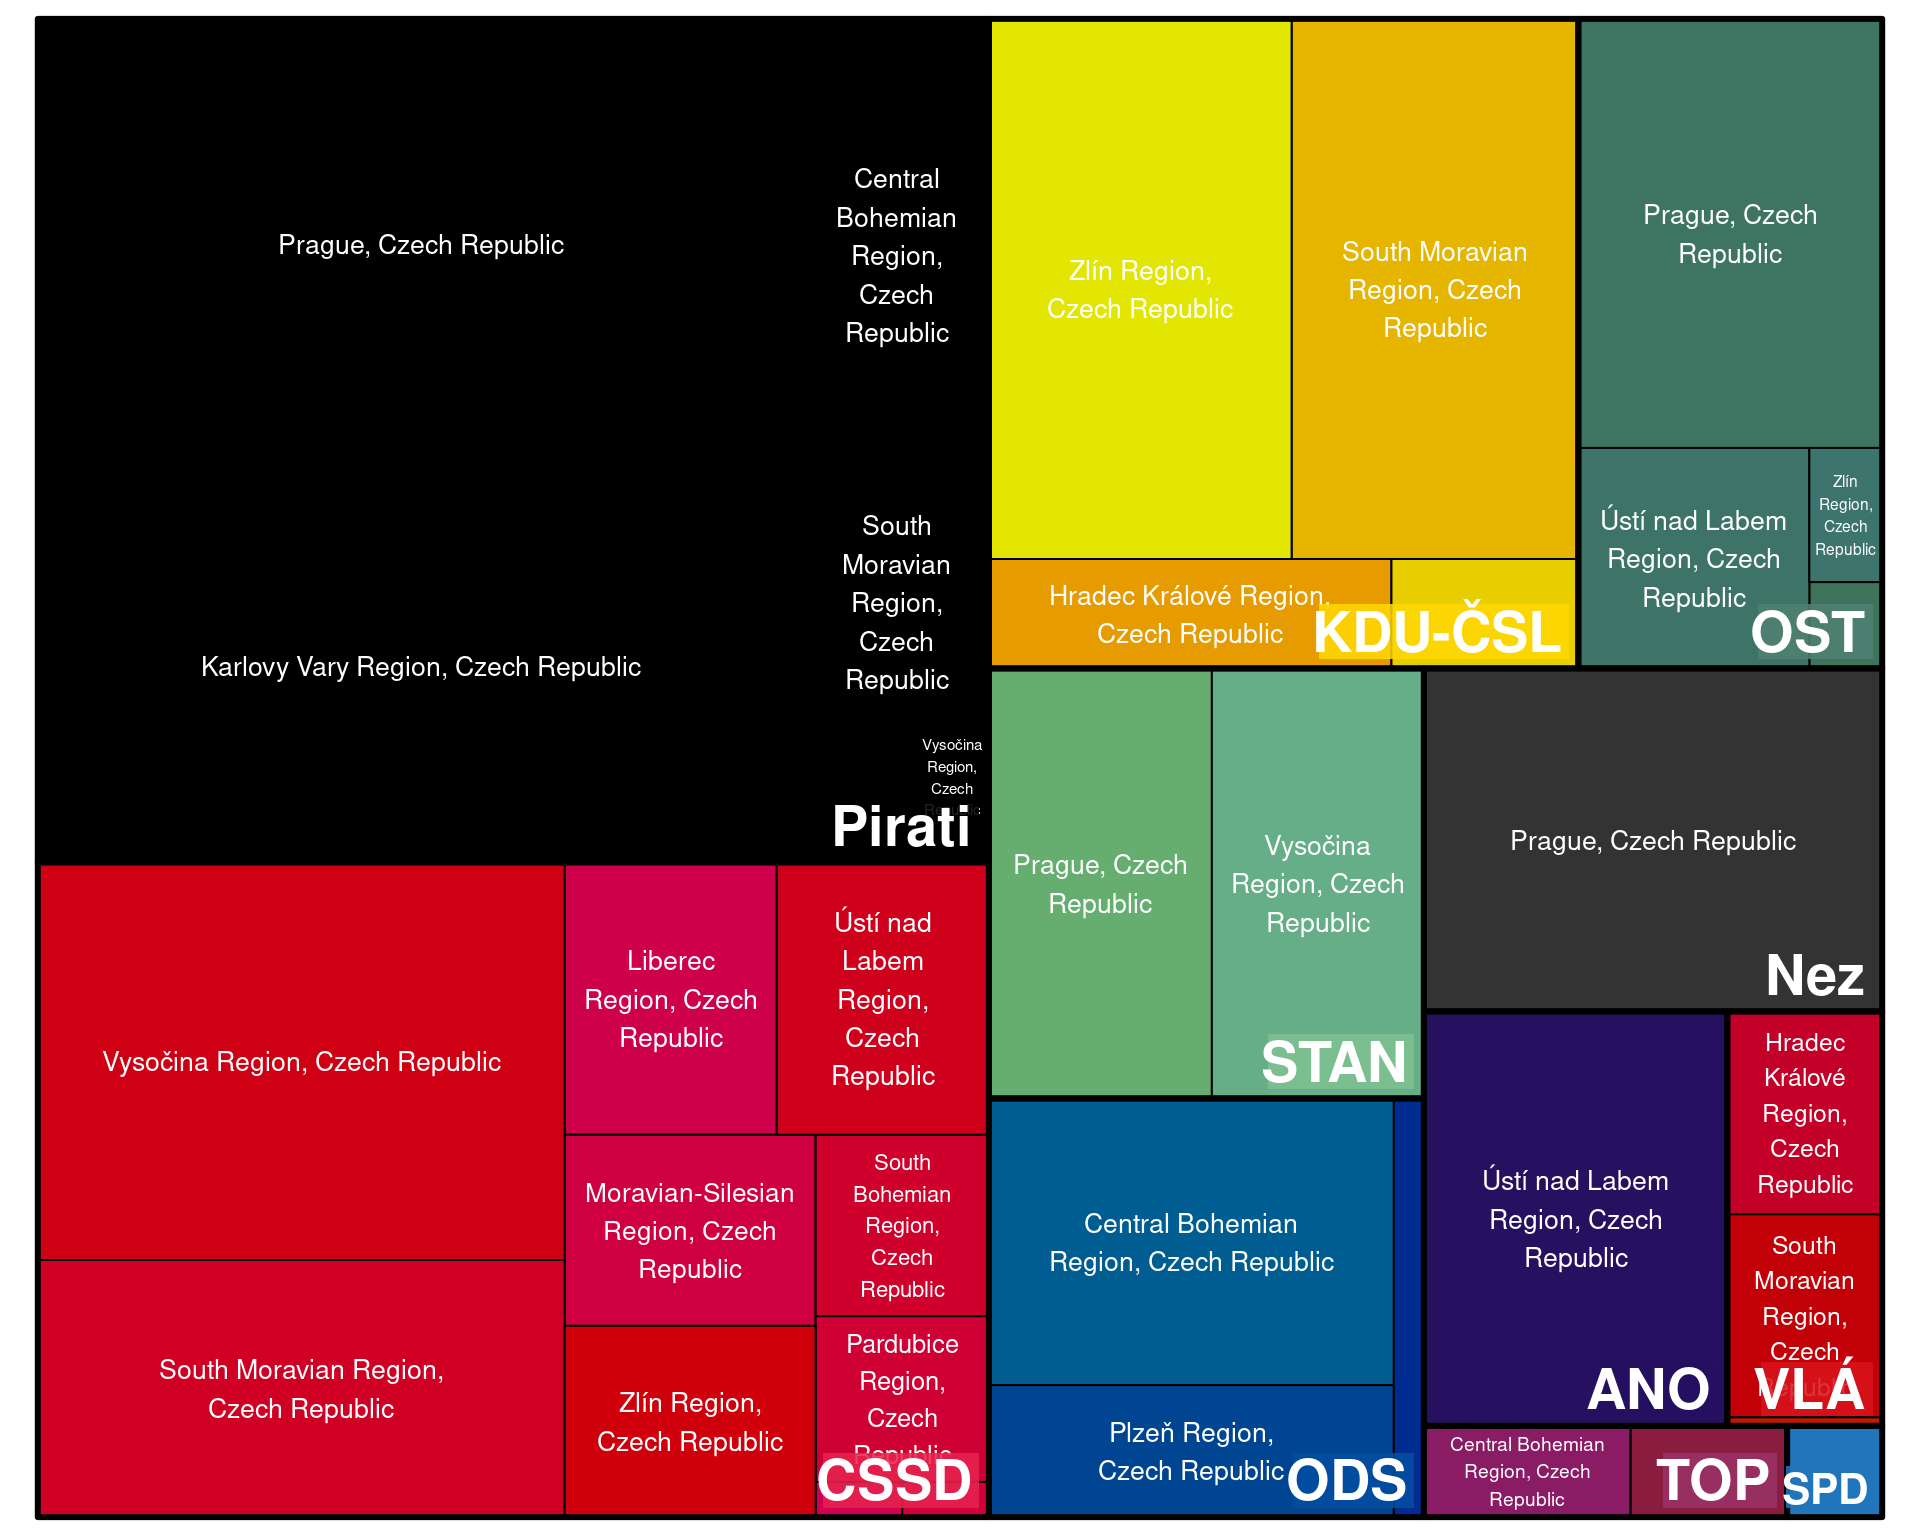 Prague, Czech Republic
Central
Bohemian
Region,
Czech
Republic
Karlovy Vary Region, Czech Republic
South
Moravian
Region,
Czech
Republic
Vysočina
Region,
Czech
Republic
Pirati
Vysočina Region, Czech Republic
South Moravian Region,
Czech Republic
Liberec
Region, Czech
Republic
Ústí nad
Labem
Region,
Czech
Republic
Moravian-Silesian
Region, Czech
Republic
Zlín Region,
Czech Republic
South
Bohemian
Region,
Czech
Republic
Pardubice
Region,
Czech
Republic
CSSD
Zlín Region,
Czech Republic
South Moravian
Region, Czech
Republic
Hradec Králové Region,
Czech Republic
KDU-ČSL
Prague, Czech
Republic
Ústí nad Labem
Region, Czech
Republic
Zlín
Region,
Czech
Republic
OST
Prague, Czech
Republic
Vysočina
Region, Czech
Republic
STAN
Prague, Czech Republic
Nez
Central Bohemian
Region, Czech Republic
Plzeň Region,
Czech Republic
ODS
Ústí nad Labem
Region, Czech
Republic
ANO
Hradec
Králové
Region,
Czech
Republic
South
Moravian
Region,
Czech
Republic
VLÁ
Central Bohemian
Region, Czech
Republic
TOP
SPD